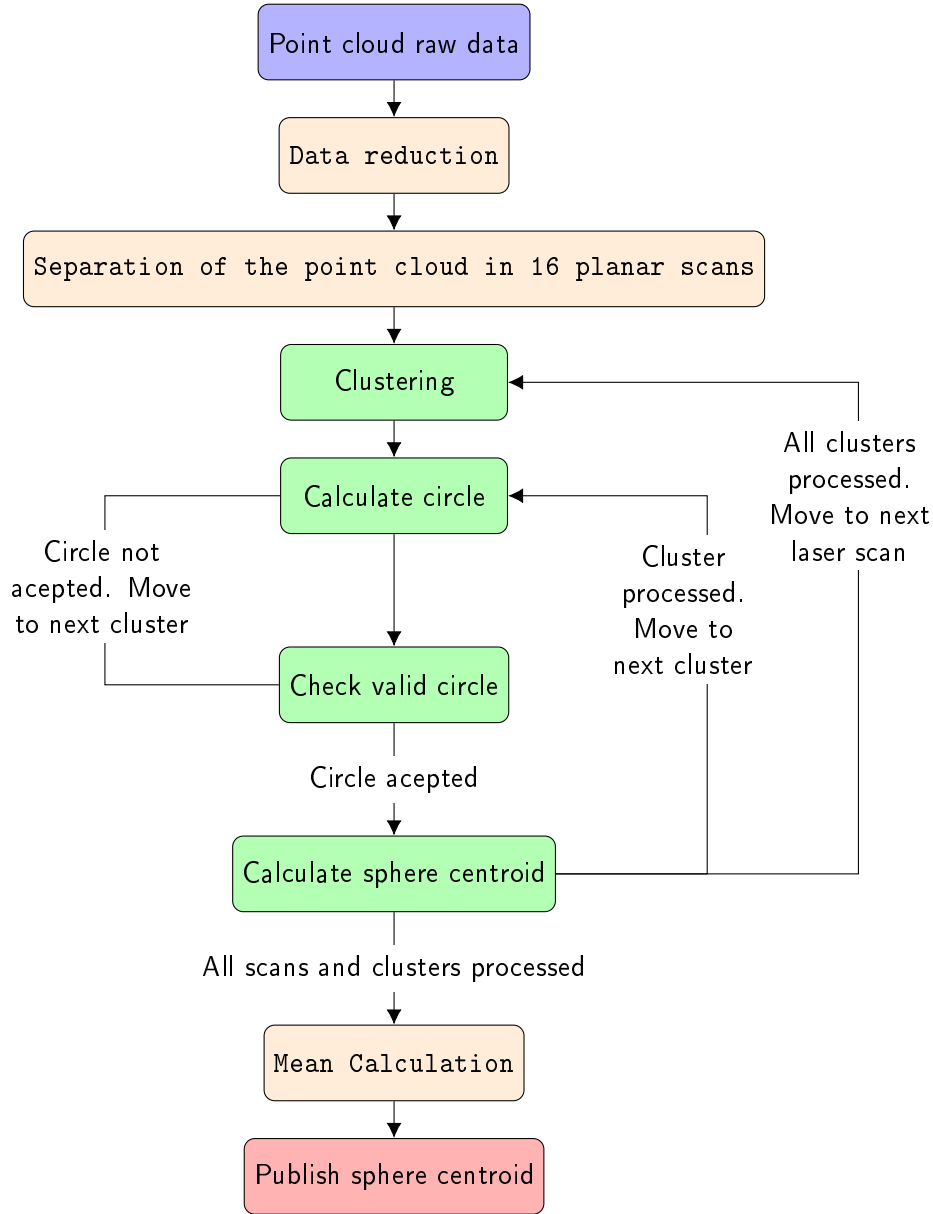 Point cloud raw data
Data reduction
Separation of the point cloud in 16 planar scans
Clustering
All clusters
processed.
Move to next
laser scan
Calculate circle
Circle not
acepted. Move
to next cluster
Cluster
processed.
Move to
next cluster
Check valid circle
Circle acepted
Calculate sphere centroid
All scans and clusters processed
Mean Calculation
Publish sphere centroid